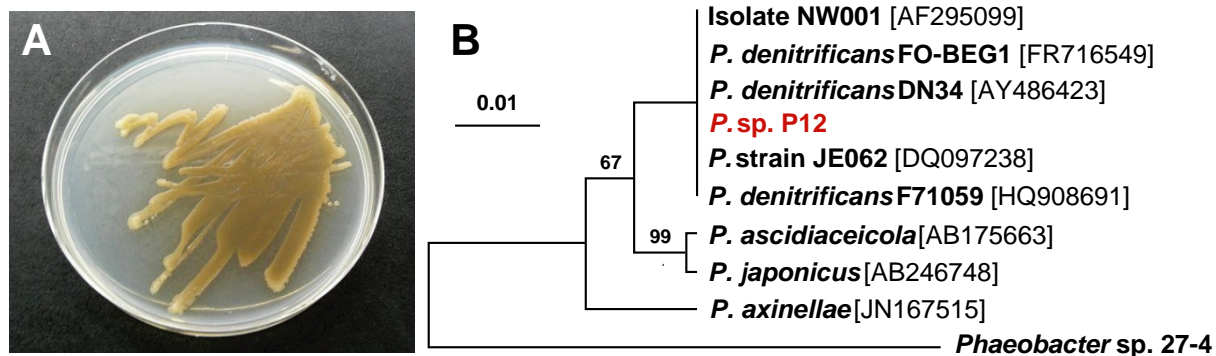 A
B
0.01
67
99
Isolate NW001 [AF295099]
P. denitrificans FO-BEG1 [FR716549]
P. denitrificans DN34 [AY486423]
P. sp. P12
P. strain JE062 [DQ097238]
P. denitrificans F71059 [HQ908691]
P. ascidiaceicola [AB175663]
P. japonicus [AB246748]
P. axinellae [JN167515]
Phaeobacter sp. 27-4